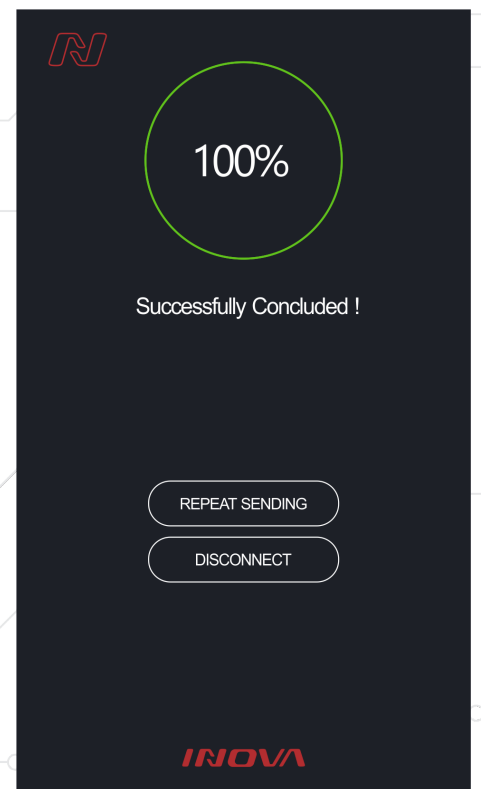 100%
Successfully Concluded !
REPEAT SENDING
DISCONNECT
INOVA